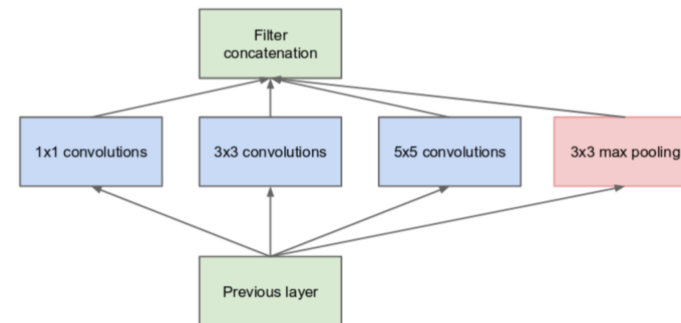 Filter
concatenation
1x1 convolutions
3x3 convolutions
5x5 convolutions
3x3 max pooling
Previous layer